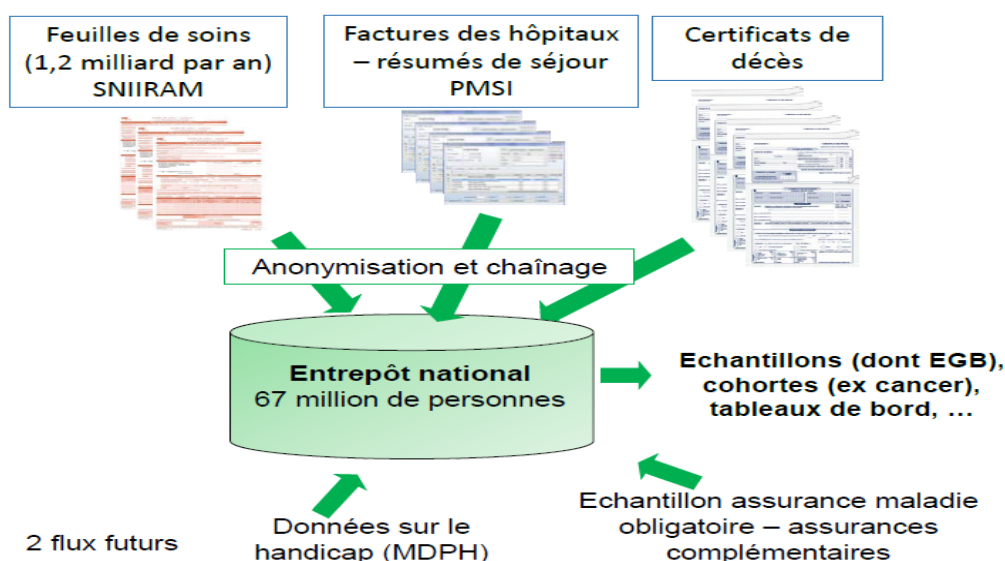 Feuilles de soins
(1,2 milliard par an)
SNIIRAM
Factures des hôpitaux
– résumés de séjour
PMSI
Certificats de
décès
Anonymisation et chaînage
Entrepôt national
67 million de personnes
Echantillons (dont EGB),
cohortes (ex cancer),
tableaux de bord, ...
2 flux futurs
Données sur le
handicap (MDPH)
Echantillon assurance maladie
obligatoire – assurances
complémentaires